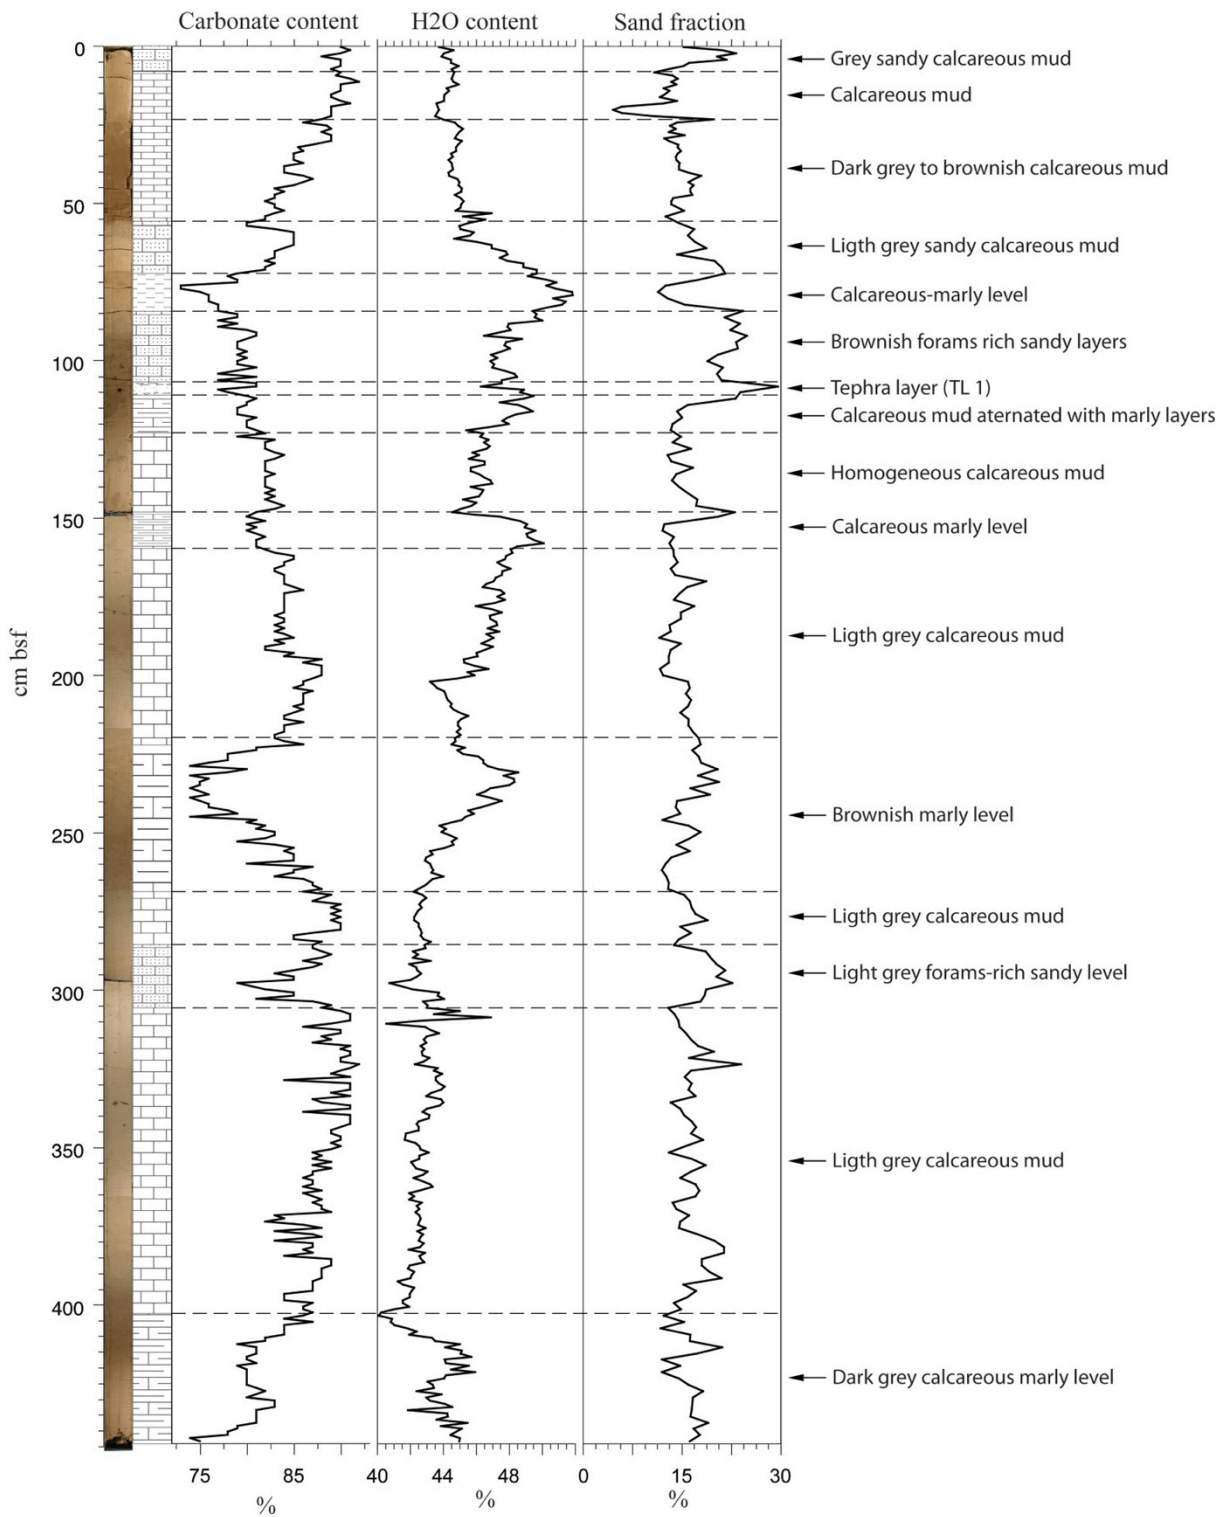 Carbonate content H2O content Sand fraction
0
Grey sandy calcareous mud
Calcareous mud
Dark grey to brownish calcareous mud
50
Ligth grey sandy calcareous mud
Calcareous-marly level
Brownish forams rich sandy layers
100
Tephra layer (TL 1)
Calcareous mud aternated with marly layers
Homogeneous calcareous mud
150
Calcareous marly level
Ligth grey calcareous mud
cm bsf
200
Brownish marly level
250
Ligth grey calcareous mud
Light grey forams-rich sandy level
300
350
Ligth grey calcareous mud
400
Dark grey calcareous marly level
75 85 40 44 48 0 15 30
% % %